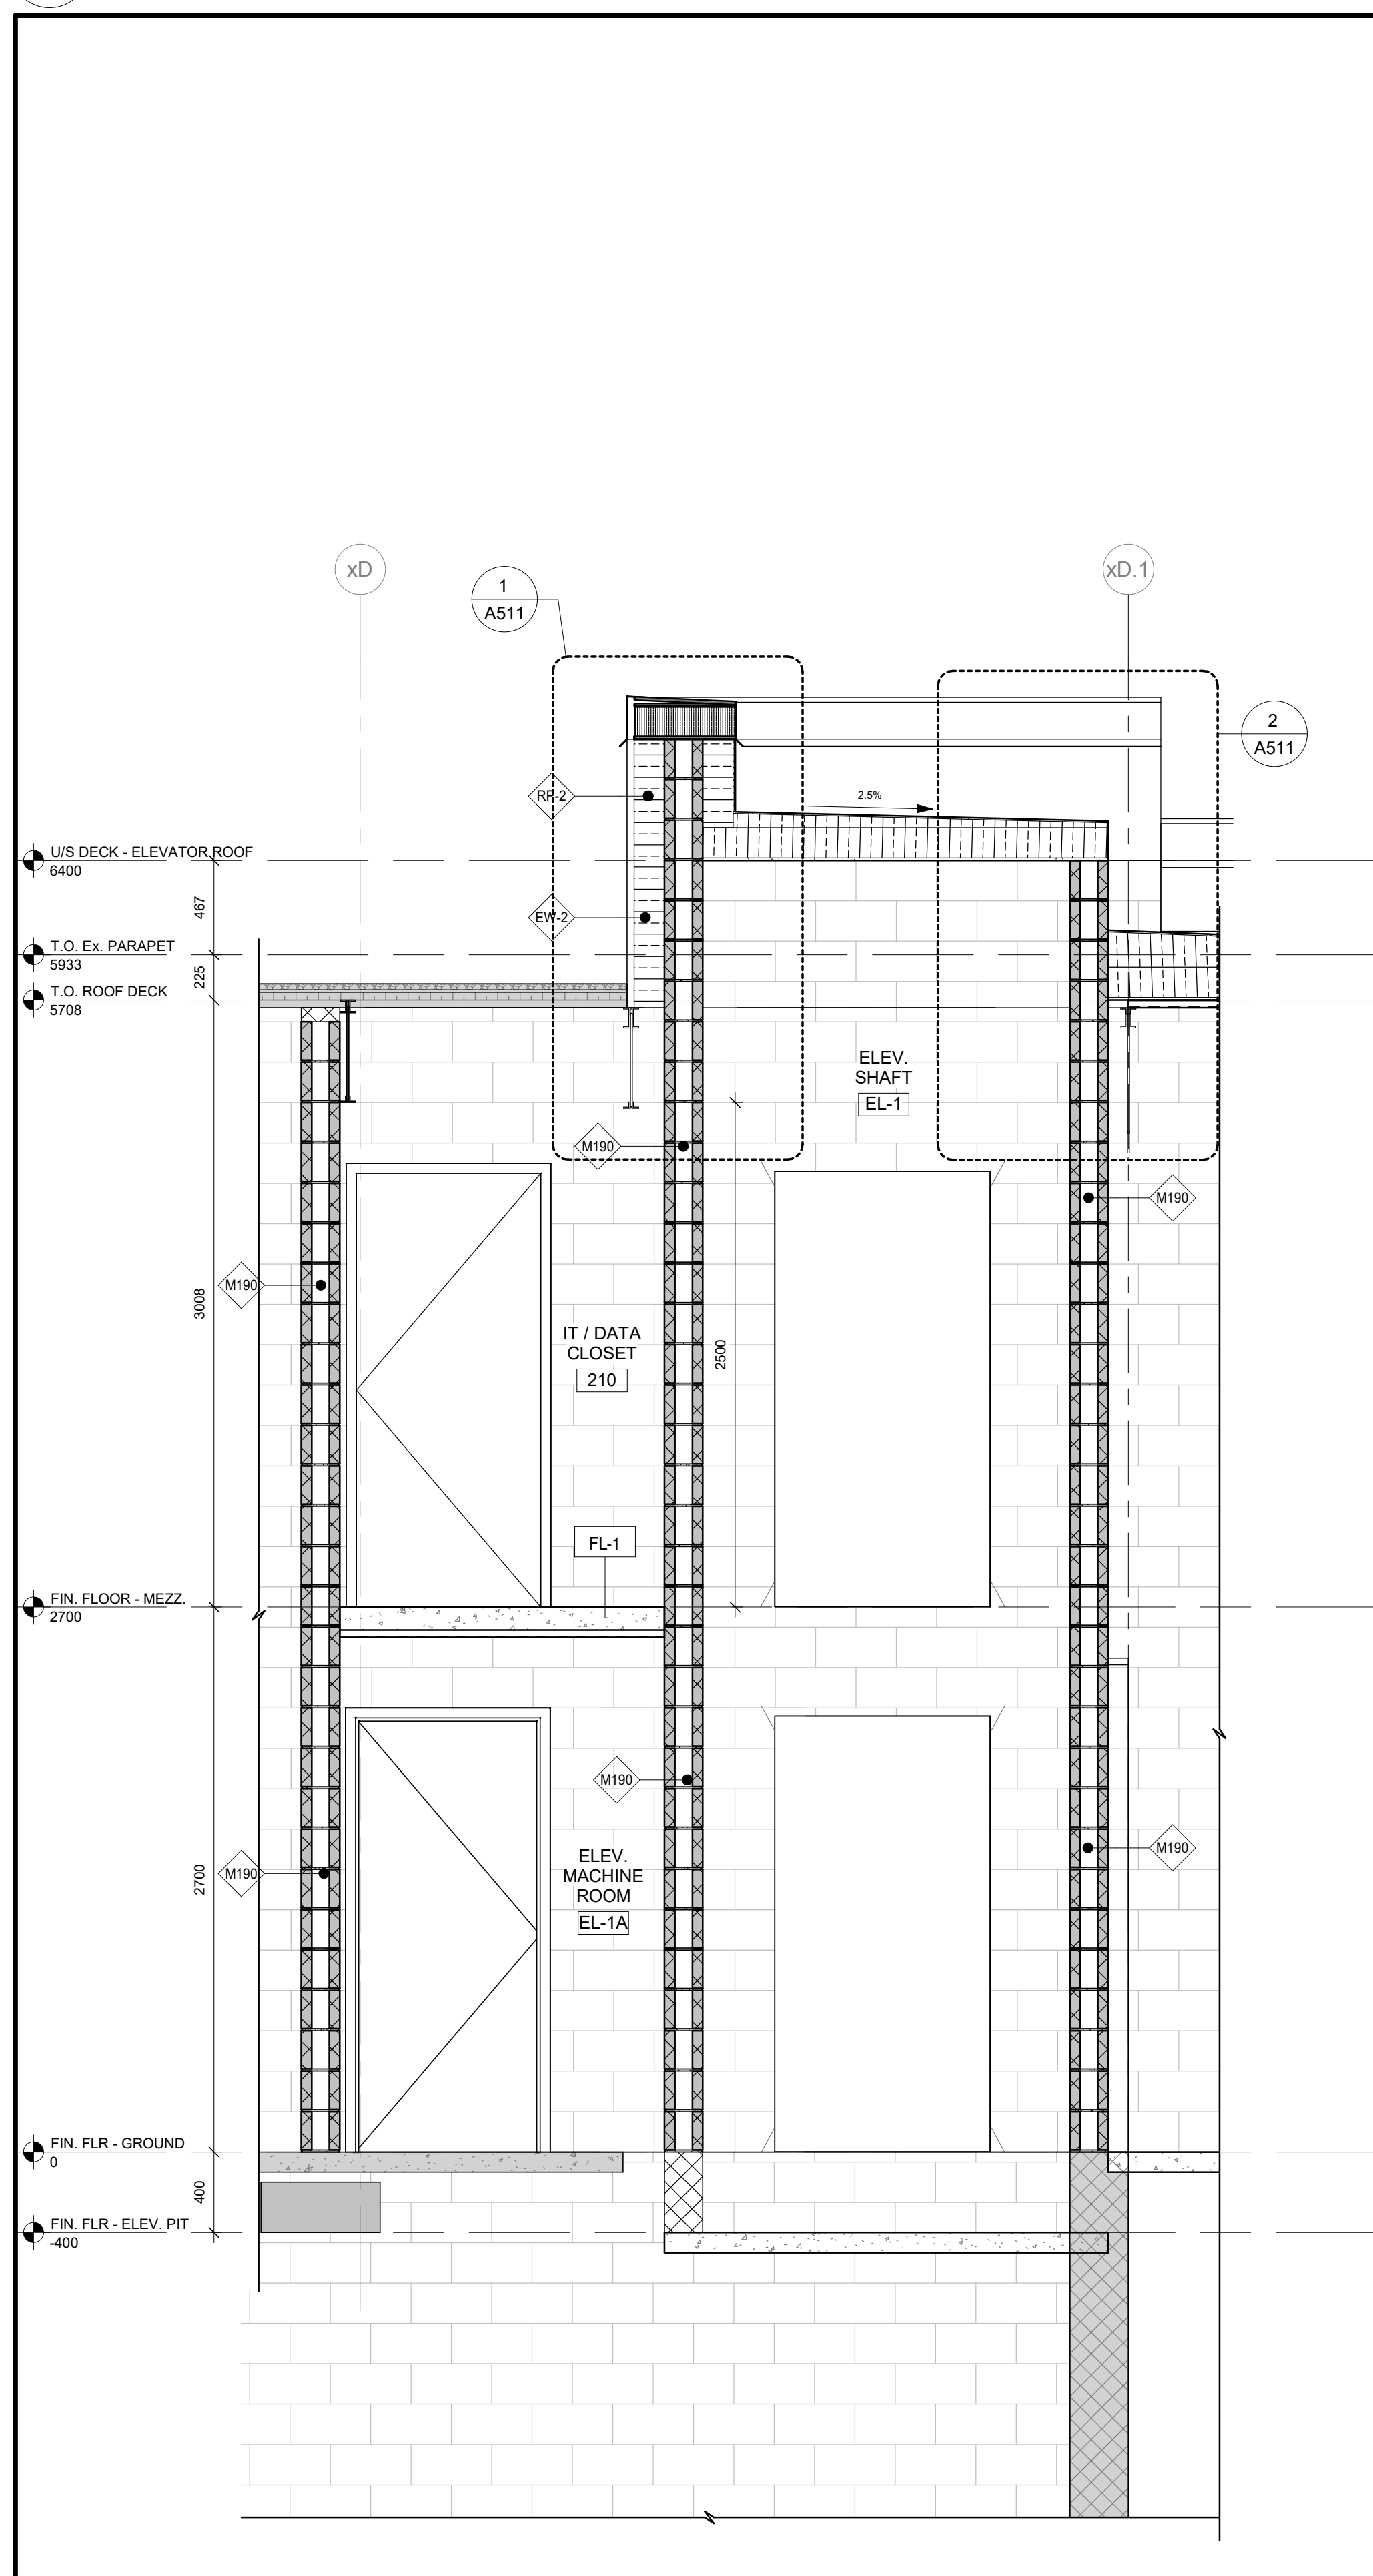 xD
xD.1
1
A511
2
A511
RP-2
2.5%
U/S DECK - ELEVATOR ROOF
6400
467
EW-2
T.O. Ex. PARAPET
5933
225
T.O. ROOF DECK
5708
ELEV.
SHAFT
EL-1
M190
M190
M190
3008
IT / DATA
CLOSET
210
2500
FL-1
FIN. FLOOR - MEZZ.
2700
M190
M190
2700
M190
ELEV.
MACHINE
ROOM
EL-1A
FIN. FLR - GROUND
0
400
FIN. FLR - ELEV. PIT
-400